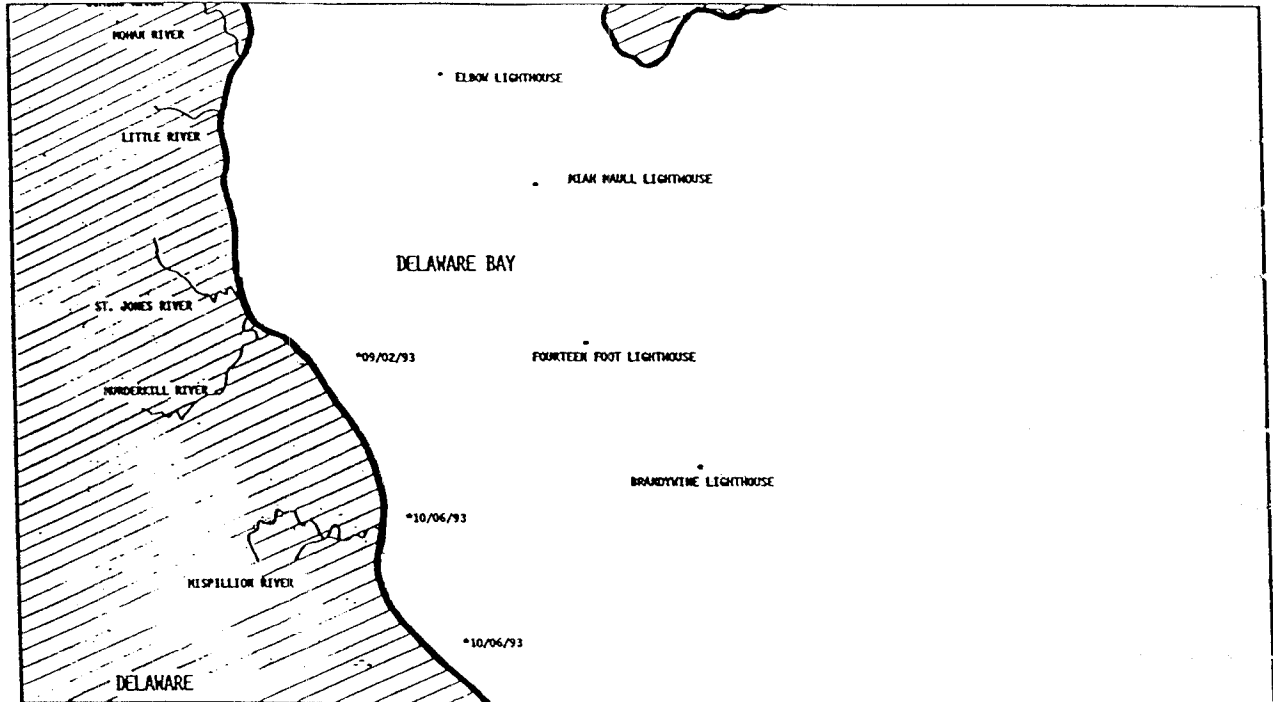 RIVER
MOHAN RIVER
ELBOW LIGHTHOUSE
LITTLE RIVER
MIAH MAULL LIGHTHOUSE
DELAWARE BAY
ST. JONES RIVER
*09/02/93
FOURTEEN FOOT LIGHTHOUSE
MURDERKILL RIVER
BRANDYWINE LIGHTHOUSE
*10/06/93
MISPILLION RIVER
*10/06/93
DELAWARE